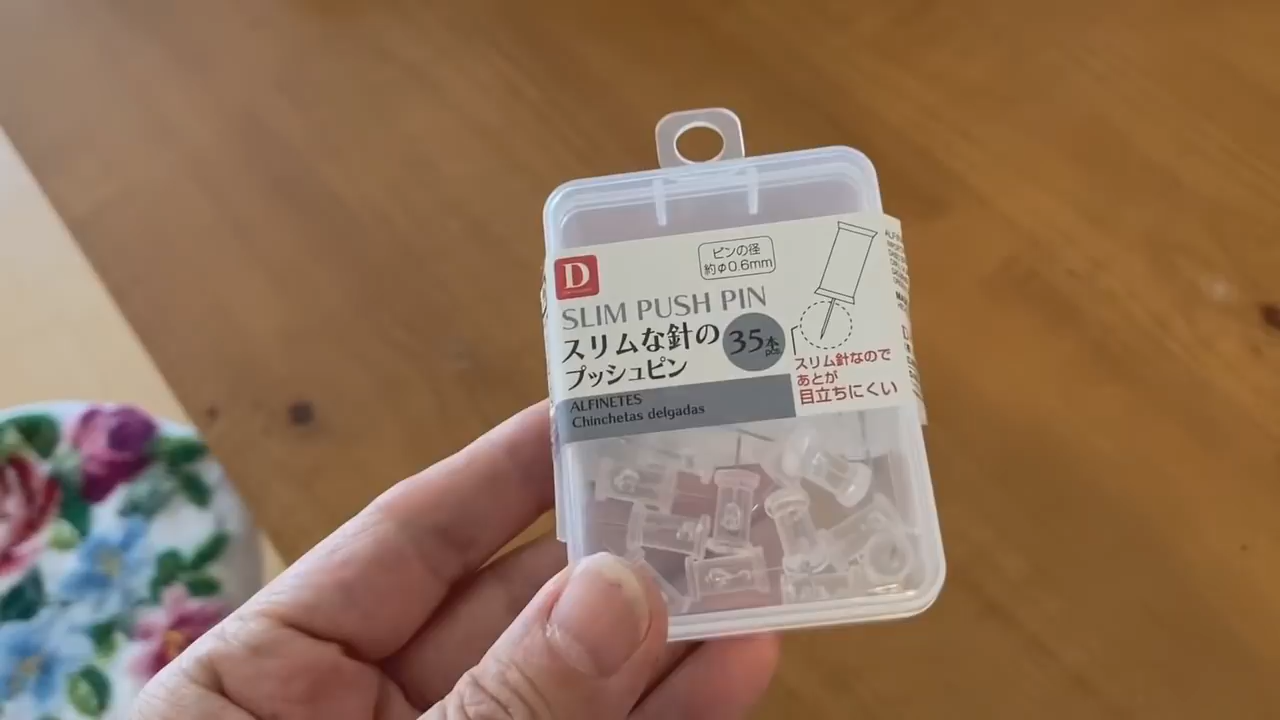 D
ピンの径
約φ0.6mm
SLIM PUSH PIN
スリムな針の
プッシュピン
35本
pcs.
ALFINETES
Chinchetas delgadas
スリム針なので
あとが
目立ちにくい